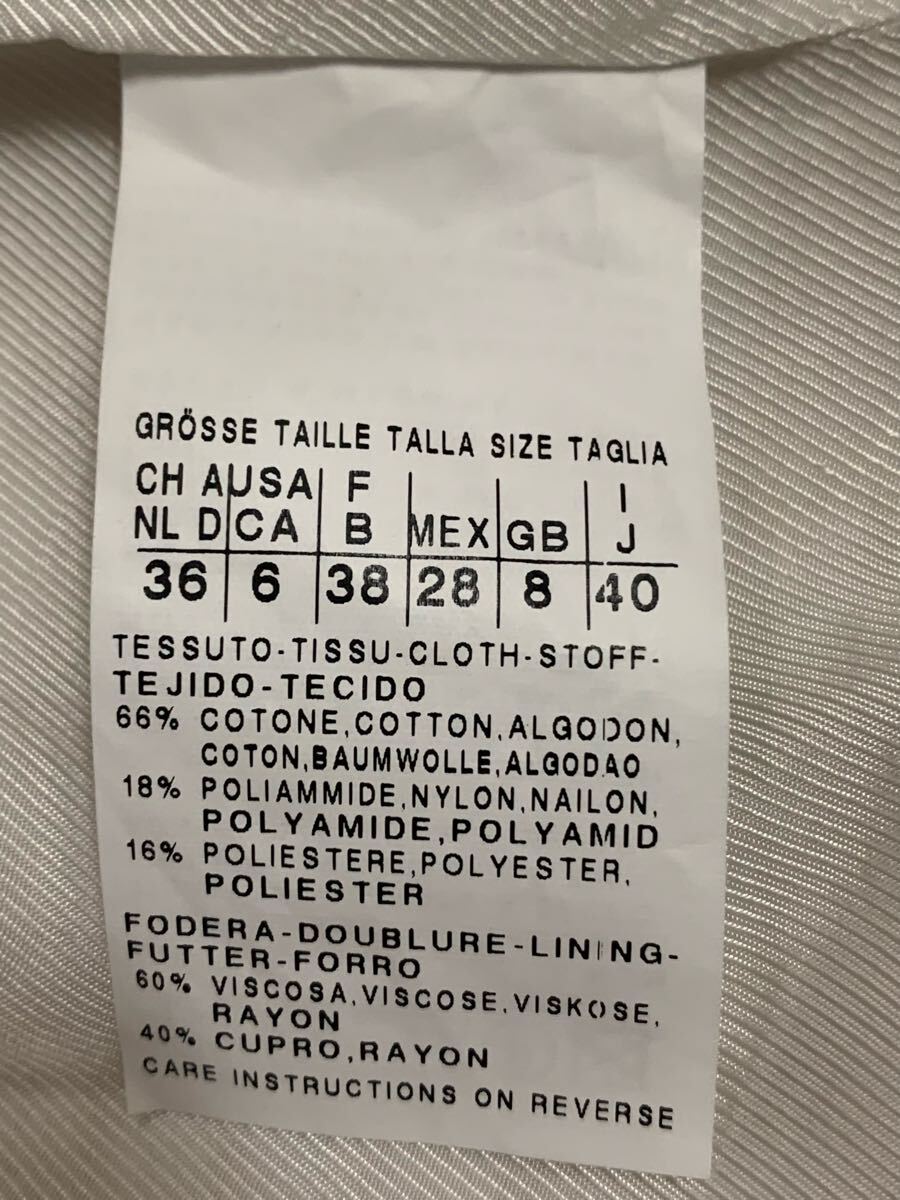 GRÖSSE TAILLE TALLA SIZE TAGLIA
CH A USA F I
NL D CA B MEX GB J
36 6 38 28 8 40
TESSUTO-TISSU-CLOTH-STOFF-
TEJIDO-TECIDO
66% COTONE,COTTON,ALGODON,
COTON,BAUMWOLLE,ALGODAO
18% POLIAMMIDE,NYLON,NAILON,
POLYAMIDE,POLYAMID
16% POLIESTERE,POLYESTER,
POLIESTER
FODERA-DOUBLURE-LINING-
FUTTER-FORRO
60% VISCOSA,VISCOSE,VISKOSE,
RAYON
40% CUPRO,RAYON
CARE INSTRUCTIONS ON REVERSE